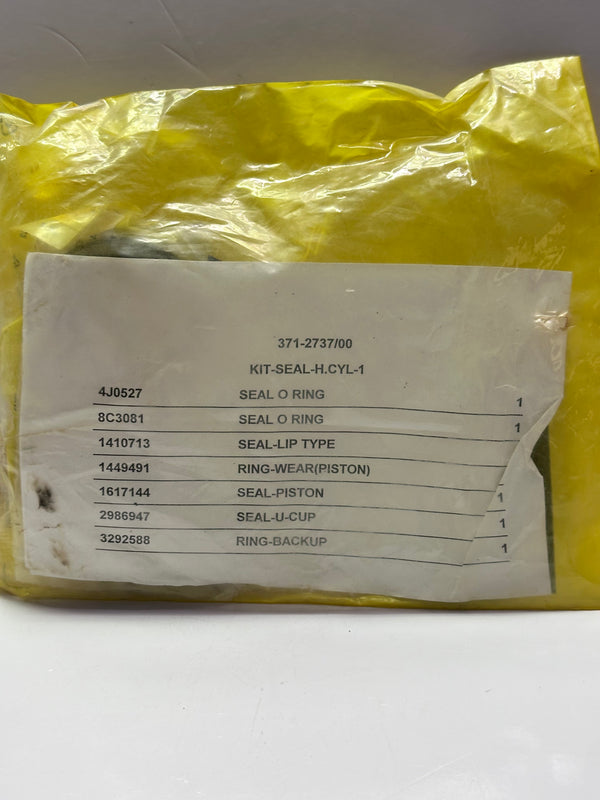 371-2737/00
KIT-SEAL-H.CYL-1
4J0527 SEAL O RING 1
8C3081 SEAL O RING 1
1410713 SEAL-LIP TYPE
1449491 RING-WEAR(PISTON)
1617144 SEAL-PISTON 1
2986947 SEAL-U-CUP 1
3292588 RING-BACKUP 1